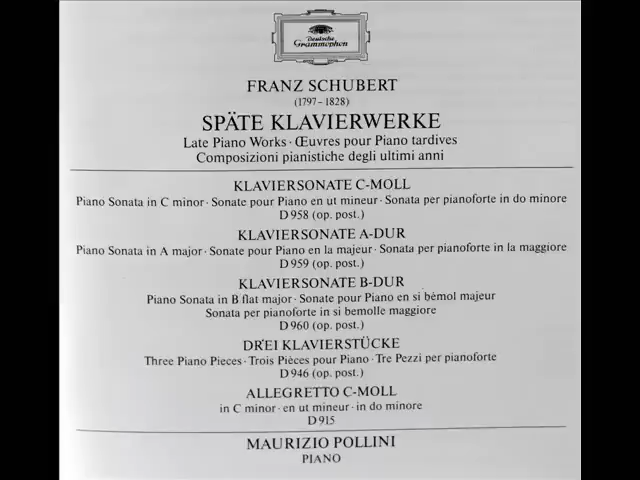 Deutsche
Grammophon
FRANZ SCHUBERT
(1797-1828)
SPÄTE KLAVIERWERKE
Late Piano Works · Œuvres pour Piano tardives
Composizioni pianistiche degli ultimi anni
KLAVIERSONATE C-MOLL
Piano Sonata in C minor · Sonate pour Piano en ut mineur · Sonata per pianoforte in do minore
D 958 (op. post.)
KLAVIERSONATE A-DUR
Piano Sonata in A major · Sonate pour Piano en la majeur · Sonata per pianoforte in la maggiore
D 959 (op. post.)
KLAVIERSONATE B-DUR
Piano Sonata in B flat major · Sonate pour Piano en si bémol majeur
Sonata per pianoforte in si bemolle maggiore
D 960 (op. post.)
DREI KLAVIERSTÜCKE
Three Piano Pieces · Trois Pièces pour Piano · Tre Pezzi per pianoforte
D 946 (op. post.)
ALLEGRETTO C-MOLL
in C minor · en ut mineur · in do minore
D 915
MAURIZIO POLLINI
PIANO